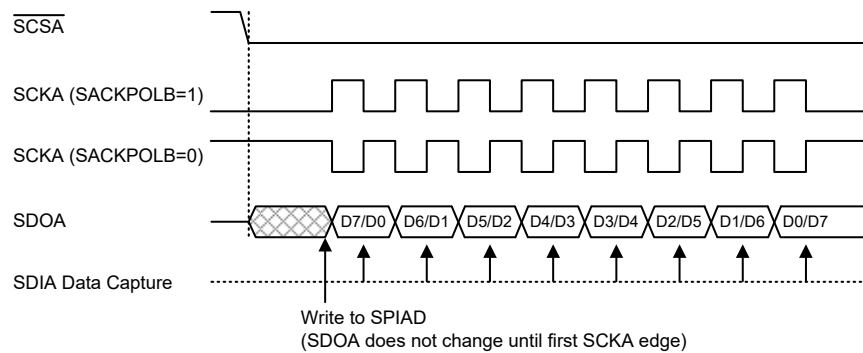 SCSA
SCKA (SACKPOLB=1)
SCKA (SACKPOLB=0)
SDOA D7/D0 D6/D1 D5/D2 D4/D3 D3/D4 D2/D5 D1/D6 D0/D7
SDIA Data Capture
Write to SPIAD
(SDOA does not change until first SCKA edge)